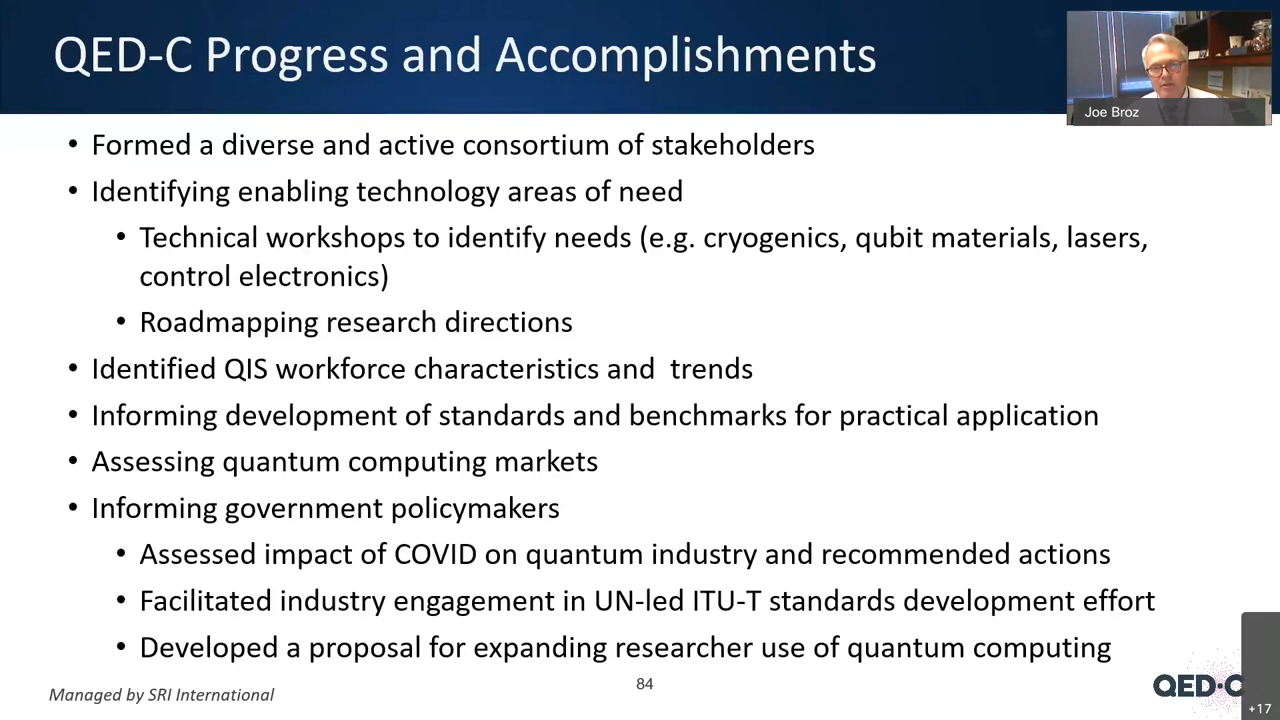 QED-C Progress and Accomplishments
Joe Broz
• Formed a diverse and active consortium of stakeholders
• Identifying enabling technology areas of need
• Technical workshops to identify needs (e.g. cryogenics, qubit materials, lasers,
control electronics)
• Roadmapping research directions
• Identified QIS workforce characteristics and  trends
• Informing development of standards and benchmarks for practical application
• Assessing quantum computing markets
• Informing government policymakers
• Assessed impact of COVID on quantum industry and recommended actions
• Facilitated industry engagement in UN-led ITU-T standards development effort
• Developed a proposal for expanding researcher use of quantum computing
Managed by SRI International
84
QED·C
+17